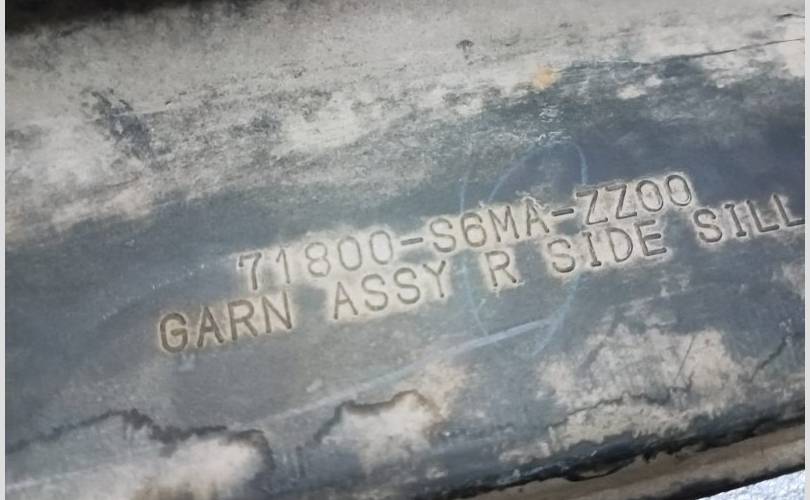 71800-S6MA-ZZ00
GARN ASSY R SIDE SILL